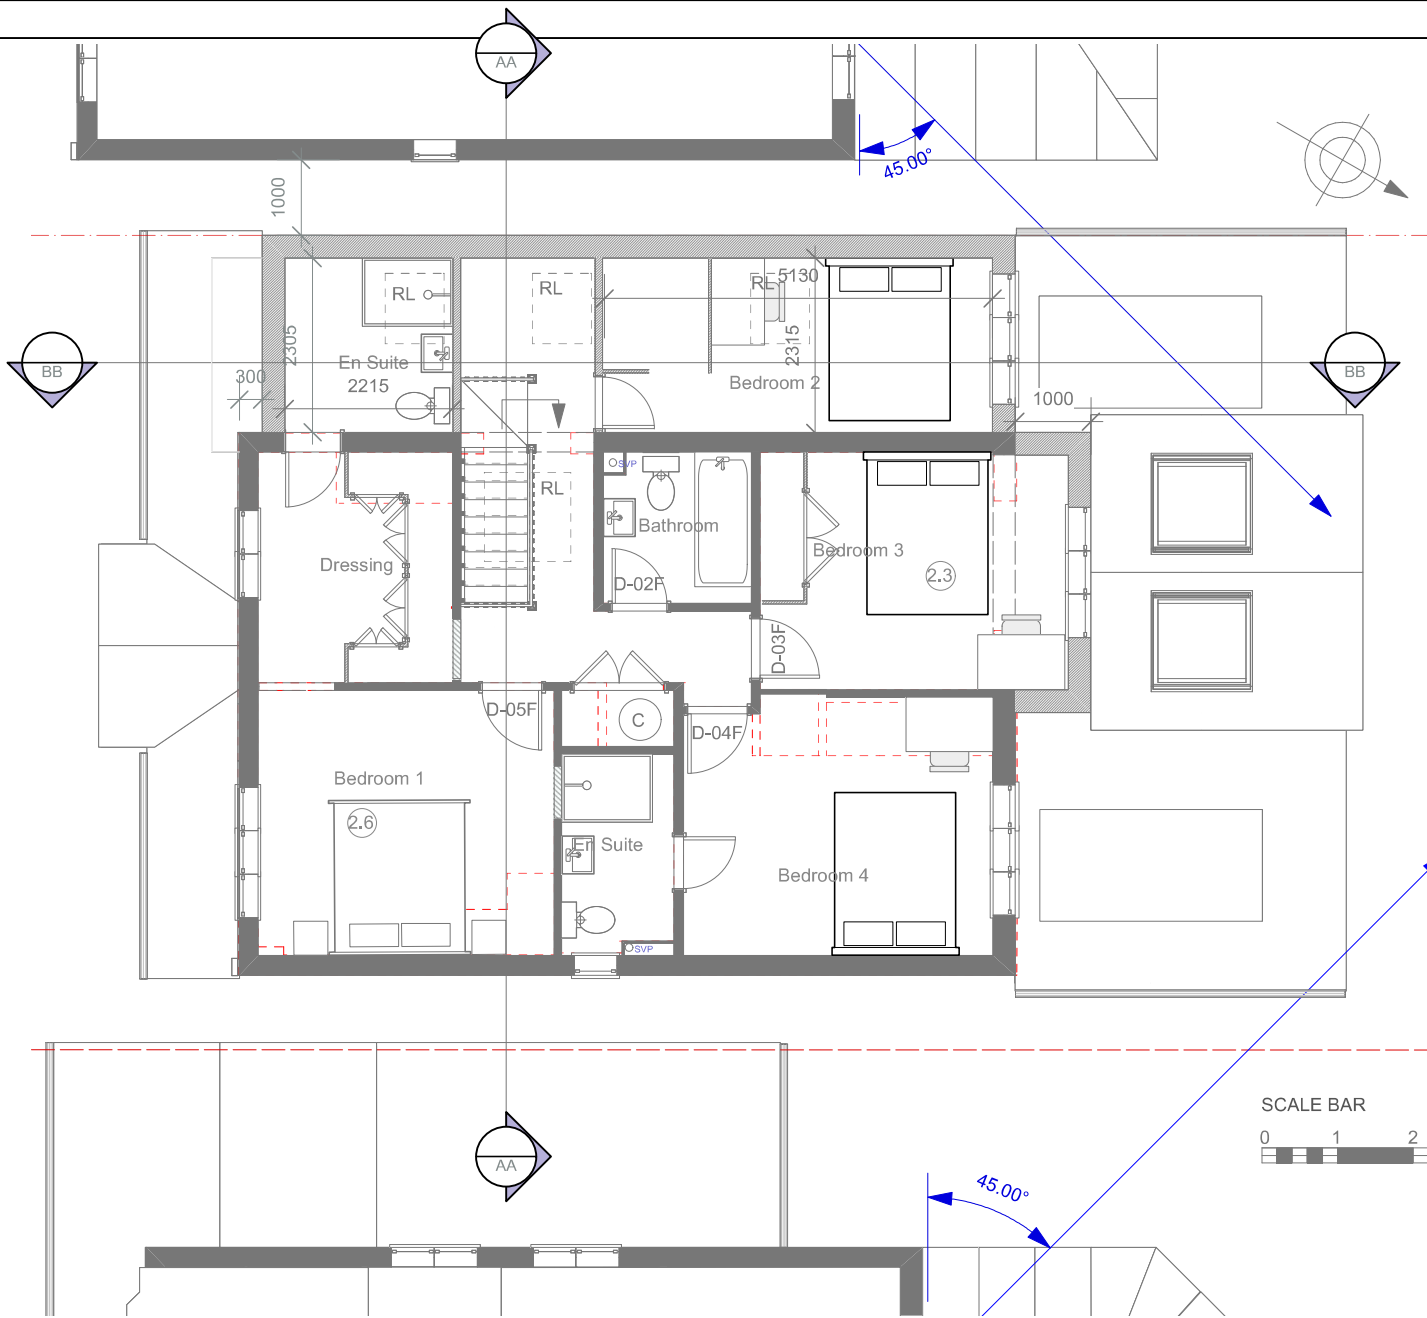 AA
45.00°
1000
RL
RL
RL
5130
2305
2315
En Suite
2215
Bedroom 2
BB
BB
300
1000
SVP
RL
Bathroom
Bedroom 3
Dressing
D-02F
2.3
D-03F
D-05F
C
D-04F
Bedroom 1
2.6
En Suite
Bedroom 4
SVP
SCALE BAR
0 1 2
AA
45.00°